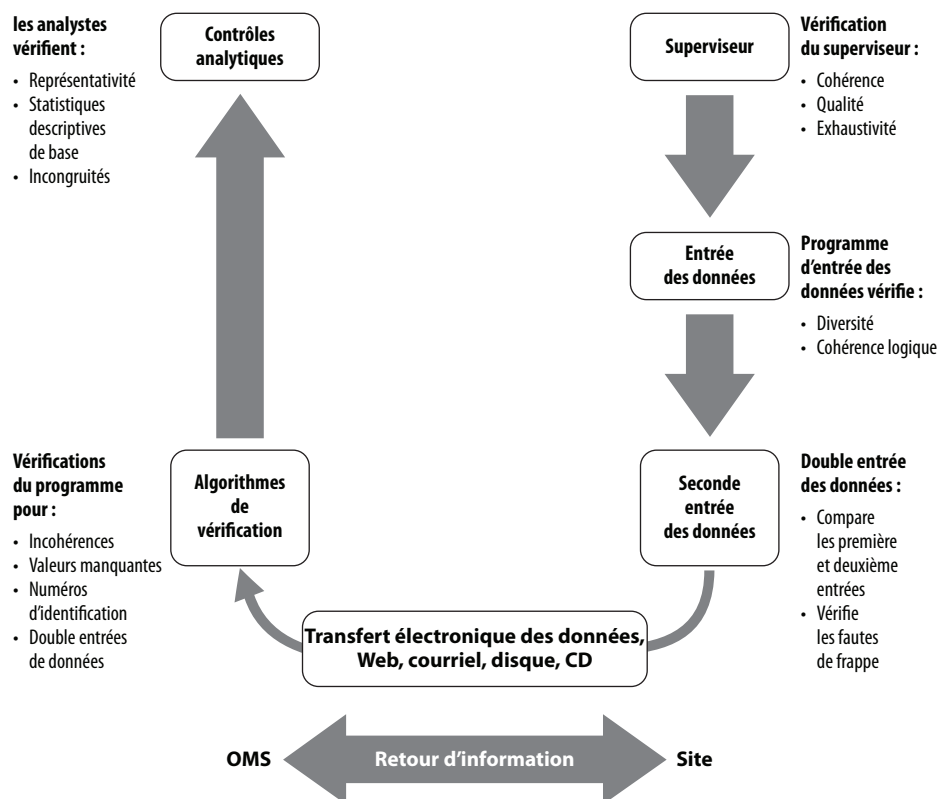 les analystes
vérifient :
• Représentativité
• Statistiques
descriptives
de base
• Incongruités
Contrôles
analytiques
Superviseur
Vérification
du superviseur :
• Cohérence
• Qualité
• Exhaustivité
Entrée
des données
Programme
d’entrée des
données vérifie :
• Diversité
• Cohérence logique
Vérifications
du programme
pour :
• Incohérences
• Valeurs manquantes
• Numéros
d’identification
• Double entrées
de données
Algorithmes
de
vérification
Seconde
entrée
des données
Double entrée
des données :
• Compare
les première
et deuxième
entrées
• Vérifie
les fautes
de frappe
Transfert électronique des données,
Web, courriel, disque, CD
OMS
Retour d’information
Site